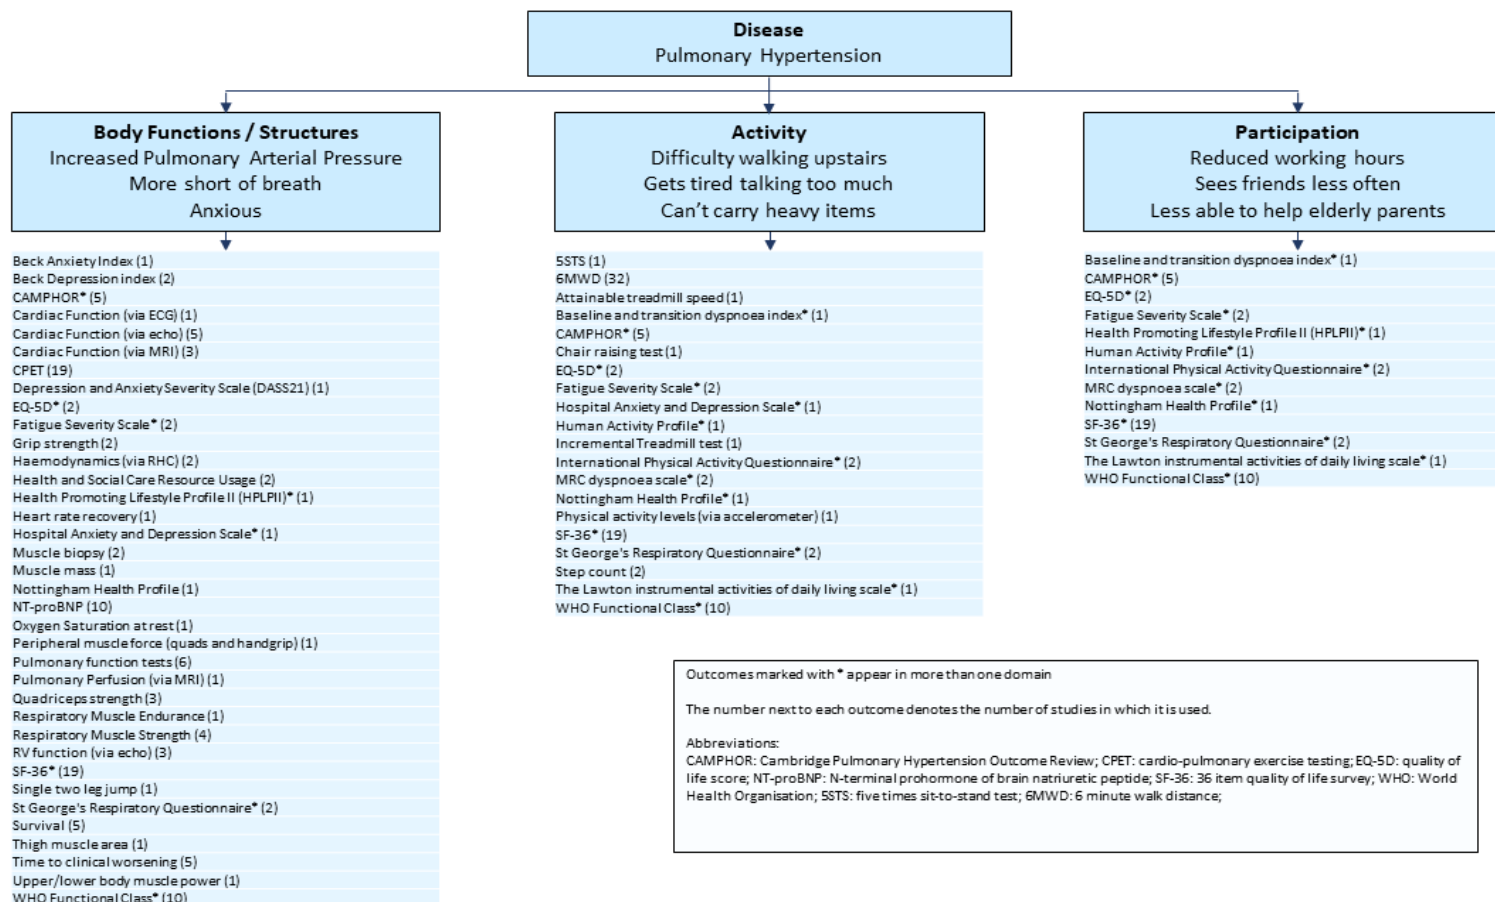 Disease
Pulmonary Hypertension
Body Functions / Structures
Increased Pulmonary Arterial Pressure
More short of breath
Anxious
Beck Anxiety Index (1)
Beck Depression index (2)
CAMPHOR* (5)
Cardiac Function (via ECG) (1)
Cardiac Function (via echo) (5)
Cardiac Function (via MRI) (3)
CPET (19)
Depression and Anxiety Severity Scale (DASS21) (1)
EQ-5D* (2)
Fatigue Severity Scale* (2)
Grip strength (2)
Haemodynamics (via RHC) (2)
Health and Social Care Resource Usage (2)
Health Promoting Lifestyle Profile II (HPLPII)* (1)
Heart rate recovery (1)
Hospital Anxiety and Depression Scale* (1)
Muscle biopsy (2)
Muscle mass (1)
Nottingham Health Profile (1)
NT-proBNP (10)
Oxygen Saturation at rest (1)
Peripheral muscle force (quads and handgrip) (1)
Pulmonary function tests (6)
Pulmonary Perfusion (via MRI) (1)
Quadriceps strength (3)
Respiratory Muscle Endurance (1)
Respiratory Muscle Strength (4)
RV function (via echo) (3)
SF-36* (19)
Single two leg jump (1)
St George's Respiratory Questionnaire* (2)
Survival (5)
Thigh muscle area (1)
Time to clinical worsening (5)
Upper/lower body muscle power (1)
WHO Functional Class* (10)
Activity
Difficulty walking upstairs
Gets tired talking too much
Can't carry heavy items
5STS (1)
6MWD (32)
Attainable treadmill speed (1)
Baseline and transition dyspnoea index* (1)
CAMPHOR* (5)
Chair raising test (1)
EQ-5D* (2)
Fatigue Severity Scale* (2)
Hospital Anxiety and Depression Scale* (1)
Human Activity Profile* (1)
Incremental Treadmill test (1)
International Physical Activity Questionnaire* (2)
MRC dyspnoea scale* (2)
Nottingham Health Profile* (1)
Physical activity levels (via accelerometer) (1)
SF-36* (19)
St George's Respiratory Questionnaire* (2)
Step count (2)
The Lawton instrumental activities of daily living scale* (1)
WHO Functional Class* (10)
Participation
Reduced working hours
Sees friends less often
Less able to help elderly parents
Baseline and transition dyspnoea index* (1)
CAMPHOR* (5)
EQ-5D* (2)
Fatigue Severity Scale* (2)
Health Promoting Lifestyle Profile II (HPLPII)* (1)
Human Activity Profile* (1)
International Physical Activity Questionnaire* (2)
MRC dyspnoea scale* (2)
Nottingham Health Profile* (1)
SF-36* (19)
St George's Respiratory Questionnaire* (2)
The Lawton instrumental activities of daily living scale* (1)
WHO Functional Class* (10)
Outcomes marked with * appear in more than one domain
The number next to each outcome denotes the number of studies in which it is used.
Abbreviations:
CAMPHOR: Cambridge Pulmonary Hypertension Outcome Review; CPET: cardio-pulmonary exercise testing; EQ-5D: quality of
life score; NT-proBNP: N-terminal prohormone of brain natriuretic peptide; SF-36: 36 item quality of life survey; WHO: World
Health Organisation; 5STS: five times sit-to-stand test; 6MWD: 6 minute walk distance;